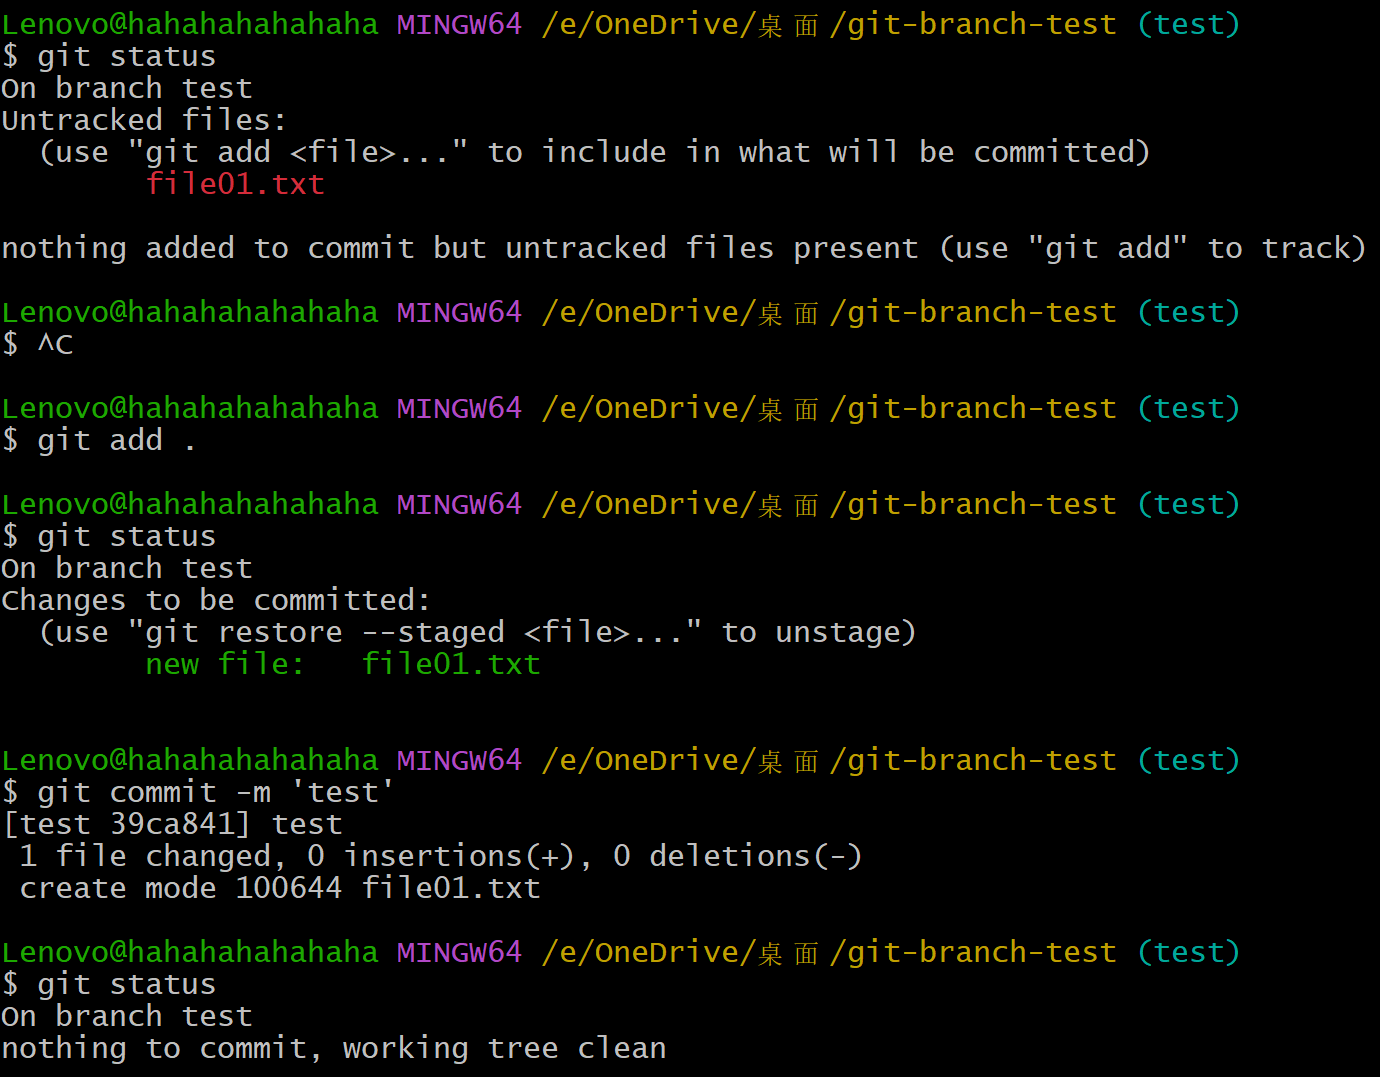 Lenovo@hahahahahahaha MINGW64 /e/OneDrive/桌面/git-branch-test (test)
$ git status
On branch test
Untracked files:
  (use "git add <file>..." to include in what will be committed)
        file01.txt

nothing added to commit but untracked files present (use "git add" to track)

Lenovo@hahahahahahaha MINGW64 /e/OneDrive/桌面/git-branch-test (test)
$ ^C

Lenovo@hahahahahahaha MINGW64 /e/OneDrive/桌面/git-branch-test (test)
$ git add .

Lenovo@hahahahahahaha MINGW64 /e/OneDrive/桌面/git-branch-test (test)
$ git status
On branch test
Changes to be committed:
  (use "git restore --staged <file>..." to unstage)
        new file:   file01.txt


Lenovo@hahahahahahaha MINGW64 /e/OneDrive/桌面/git-branch-test (test)
$ git commit -m 'test'
[test 39ca841] test
 1 file changed, 0 insertions(+), 0 deletions(-)
 create mode 100644 file01.txt

Lenovo@hahahahahahaha MINGW64 /e/OneDrive/桌面/git-branch-test (test)
$ git status
On branch test
nothing to commit, working tree clean